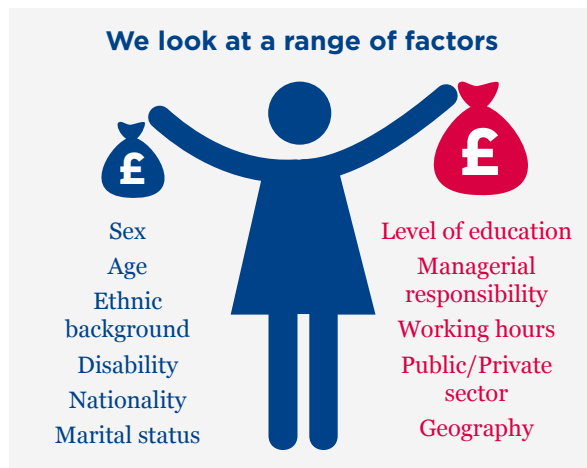 We look at a range of factors
£
£
Sex
Age
Ethnic
background
Disability
Nationality
Marital status
Level of education
Managerial
responsibility
Working hours
Public/Private
sector
Geography